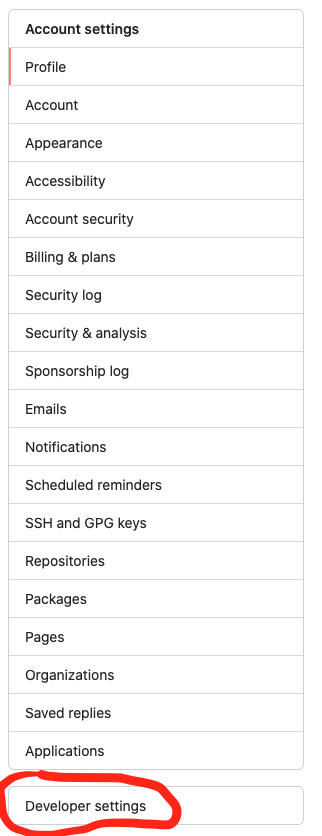 Account settings
Profile
Account
Appearance
Accessibility
Account security
Billing & plans
Security log
Security & analysis
Sponsorship log
Emails
Notifications
Scheduled reminders
SSH and GPG keys
Repositories
Packages
Pages
Organizations
Saved replies
Applications
Developer settings